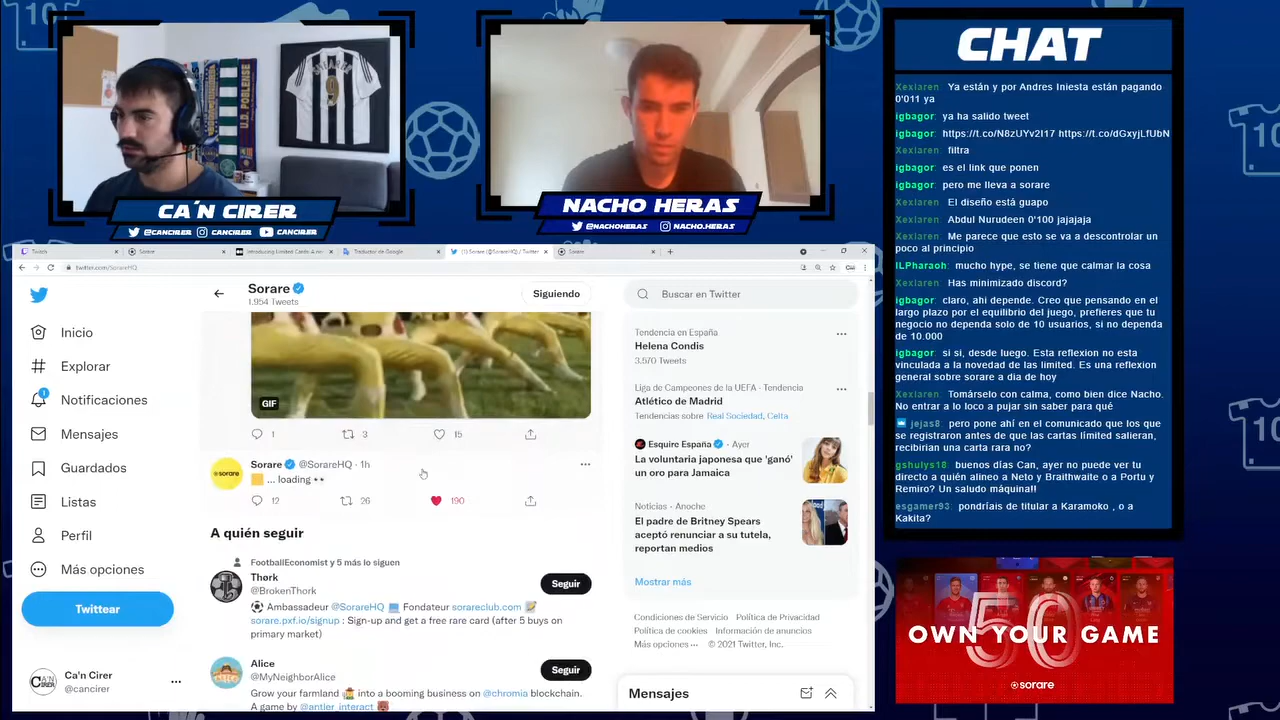 CA'N CIRER
@CANCIRER CANCIRER CANCIRER
NACHO HERAS
@NACHOHERAS NACHO.HERAS
CHAT
Xexlaren: Ya están y por Andres Iniesta están pagando
0'011 ya
igbagor: ya ha salido tweet
igbagor: https://t.co/N8zUYv2I17 https://t.co/dGxyjLfUbN
Xexlaren: filtra
igbagor: es el link que ponen
igbagor: pero me lleva a sorare
Xexlaren: El diseño está guapo
Xexlaren: Abdul Nurudeen 0'100 jajajaja
Xexlaren: Me parece que esto se va a descontrolar un
poco al principio
ILPharaoh: mucho hype, se tiene que calmar la cosa
Xexlaren: Has minimizado discord?
igbagor: claro, ahi depende. Creo que pensando en el
largo plazo por el equilibrio del juego, prefieres que tu
negocio no dependa solo de 10 usuarios, si no dependa
de 10.000
igbagor: si si, desde luego. Esta reflexion no esta
vinculada a la novedad de las limited. Es una reflexion
general sobre sorare a dia de hoy
Xexlaren: Tomárselo con calma, como bien dice Nacho.
No entrar a lo loco a pujar sin saber para qué
jejas8: pero pone ahí en el comunicado que los que
se registraron antes de que las cartas límited salieran,
recibirian una carta rara no?
gshulys18: buenos días Can, ayer no puede ver tu
directo a quién alineo a Neto y Braithwaite o a Portu y
Remiro? Un saludo máquina!!
esgamer93: pondríais de titular a Karamoko , o a
Kakita?
Twitch
Sorare
Introducing Limited Cards: A ne
Traductor de Google
(1) Sorare (@SorareHQ) / Twitter
Sorare
twitter.com/SorareHQ
Inicio
Explorar
1
Notificaciones
Mensajes
Guardados
Listas
Perfil
Más opciones
Twittear
Ca'n Cirer
@cancirer
Sorare
1.954 Tweets
Siguiendo
GIF
1 3 15
sorare
Sorare @SorareHQ · 1h
... loading
12 26 190
A quién seguir
FootballEconomist y 5 más lo siguen
Thørk
@BrokenThork
Seguir
Ambassadeur @SorareHQ Fondateur sorareclub.com
sorare.pxf.io/signup : Sign-up and get a free rare card (after 5 buys on
primary market)
Alice
@MyNeighborAlice
Seguir
Grow your farmland into a booming business on @chromia blockchain.
A game by @antler_interact
Buscar en Twitter
Tendencia en España
Helena Condis
3.570 Tweets
Liga de Campeones de la UEFA · Tendencia
Atlético de Madrid
Tendencias sobre Real Sociedad, Celta
Esquire España · Ayer
La voluntaria japonesa que 'ganó'
un oro para Jamaica
Noticias · Anoche
El padre de Britney Spears
aceptó renunciar a su tutela,
reportan medios
Mostrar más
Condiciones de Servicio Política de Privacidad
Política de cookies Información de anuncios
Más opciones © 2021 Twitter, Inc.
Mensajes
50
OWN YOUR GAME
sorare